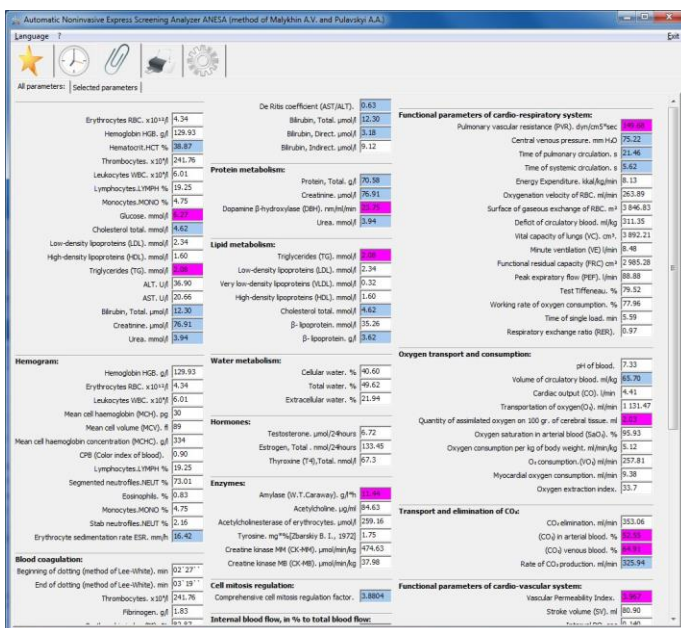 Automatic Noninvasive Express Screening Analyzer ANESA (method of Malykhin A.V. and Pulavskyi A.A.)
Language ? Exit
All parameters: Selected parameters
Erythrocytes RBC. x10¹²/l 4.34
Hemoglobin HGB. g/l 129.93
Hematocrit.HCT % 38.87
Thrombocytes. x10⁹/l 241.76
Leukocytes WBC. x10⁹/l 6.01
Lymphocytes.LYMPH % 19.25
Monocytes.MONO % 4.75
Glucose. mmol/l 6.27
Cholesterol total. mmol/l 4.62
Low-density lipoproteins (LDL). mmol/l 2.34
High-density lipoproteins (HDL). mmol/l 1.60
Triglycerides (TG). mmol/l 2.08
ALT. U/l 36.90
AST. U/l 20.66
Bilirubin, Total. µmol/l 12.30
Creatinine. µmol/l 76.91
Urea. mmol/l 3.94
Hemogram:
Hemoglobin HGB. g/l 129.93
Erythrocytes RBC. x10¹²/l 4.34
Leukocytes WBC. x10⁹/l 6.01
Mean cell haemoglobin (MCH). pg 30
Mean cell volume (MCV). fl 89
Mean cell haemoglobin concentration (MCHC). g/l 334
CPB (Color index of blood). 0.90
Lymphocytes.LYMPH % 19.25
Segmented neutrofiles.NEUT % 73.01
Eosinophils. % 0.83
Monocytes.MONO % 4.75
Stab neutrofiles.NEUT % 2.16
Erythrocyte sedimentation rate ESR. mm/h 16.42
Blood coagulation:
Beginning of dotting (method of Lee-White). min 02`27``
End of dotting (method of Lee-White). min 03`19``
Thrombocytes. x10⁹/l 241.76
Fibrinogen. g/l 1.83
De Ritis coefficient (AST/ALT). 0.63
Bilirubin, Total. µmol/l 12.30
Bilirubin, Direct. µmol/l 3.18
Bilirubin, Indirect. µmol/l 9.12
Protein metabolism:
Protein, Total. g/l 70.58
Creatinine. µmol/l 76.91
Dopamine β-hydroxylase (DBH). nm/ml/min
Urea. mmol/l 3.94
Lipid metabolism:
Triglycerides (TG). mmol/l 2.08
Low-density lipoproteins (LDL). mmol/l 2.34
Very low-density lipoproteins (VLDL). mmol/l 0.32
High-density lipoproteins (HDL). mmol/l 1.60
Cholesterol total. mmol/l 4.62
β- lipoprotein. mmol/l 35.26
β- lipoprotein. g/l 3.62
Water metabolism:
Cellular water. % 40.60
Total water. % 49.62
Extracellular water. % 21.94
Hormones:
Testosterone. µmol/24hours 6.72
Estrogen, Total . nmol/24hours 133.45
Thyroxine (T4),Total. nmol/l 67.3
Enzymes:
Amylase (W.T.Caraway). g/l*h
Acetylcholine. µg/ml 84.63
Acetylcholinesterase of erythrocytes. µmol/l 259.16
Tyrosine. mg*%[Zbarskiy B. I., 1972] 1.75
Creatine kinase MM (CK-MM). µmol/min/kg 474.63
Creatine kinase MB (CK-MB). µmol/min/kg 37.98
Cell mitosis regulation:
Comprehensive cell mitosis regulation factor. 3.8804
Internal blood flow, in % to total blood flow:
Functional parameters of cardio-respiratory system:
Pulmonary vascular resistance (PVR). dyn/cm5*sec
Central venous pressure. mm H₂O 75.22
Time of pulmonary circulation. s 21.46
Time of systemic circulation. s 5.62
Energy Expenditure. kkal/kg/min 8.13
Oxygenation velocity of RBC. ml/min 263.89
Surface of gaseous exchange of RBC. m³ 3 846.83
Deficit of circulatory blood. ml/kg 311.35
Vital capacity of lungs (VC). cm³. 3 892.21
Minute ventilation (VE) l/min 8.48
Functional residual capacity (FRC) cm³ 2 985.28
Peak expiratory flow (PEF). l/min 88.88
Test Tiffeneau. % 79.52
Working rate of oxygen consumption. % 77.96
Time of single load. min 5.59
Respiratory exchange ratio (RER). 0.97
Oxygen transport and consumption:
pH of blood. 7.33
Volume of circulatory blood. ml/kg 65.70
Cardiac output (CO). l/min 4.41
Transportation of oxygen(O₂). ml/min 1 131.47
Quantity of assimilated oxygen on 100 gr. of cerebral tissue. ml
Oxygen saturation in arterial blood (SaO₂). % 95.93
Oxygen consumption per kg of body weight. ml/min/kg 5.12
O₂ consumption.(VO₂) ml/min 257.81
Myocardial oxygen consumption. ml/min 9.38
Oxygen extraction index. 33.7
Transport and elimination of CO₂:
CO₂ elimination. ml/min 353.06
(CO₂) in arterial blood. %
(CO₂) venous blood. %
Rate of CO₂ production. ml/min 325.94
Functional parameters of cardio-vascular system:
Vascular Permeability Index.
Stroke volume (SV). ml 80.90